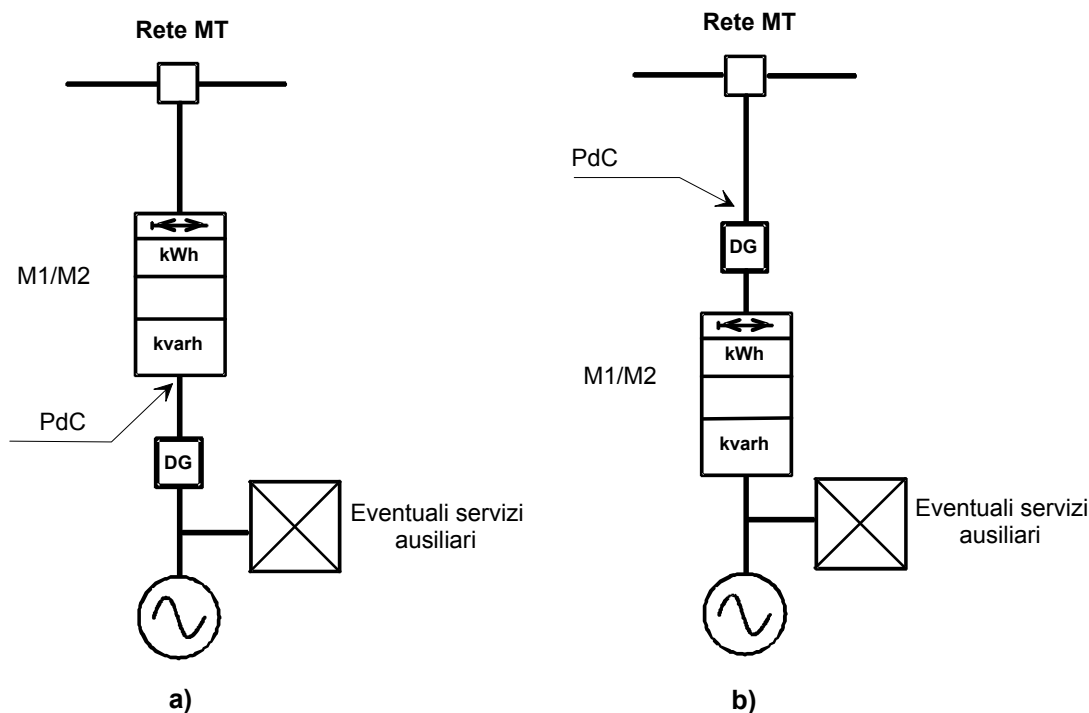 Rete MT
kWh
M1/M2
kvarh
PdC
DG
Eventuali servizi
ausiliari
a)
Rete MT
PdC
DG
kWh
M1/M2
kvarh
Eventuali servizi
ausiliari
b)